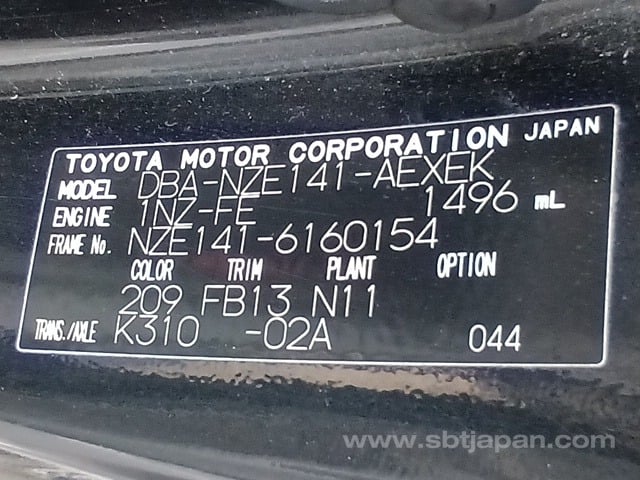 TOYOTA MOTOR CORPORATION JAPAN
MODEL DBA-NZE141-AEXEK
ENGINE 1NZ-FE 1496 mL
FRAME No. NZE141-6160154
COLOR TRIM PLANT OPTION
209 FB13 N11
TRANS./AXLE K310 -02A 044
www.sbtjapan.com